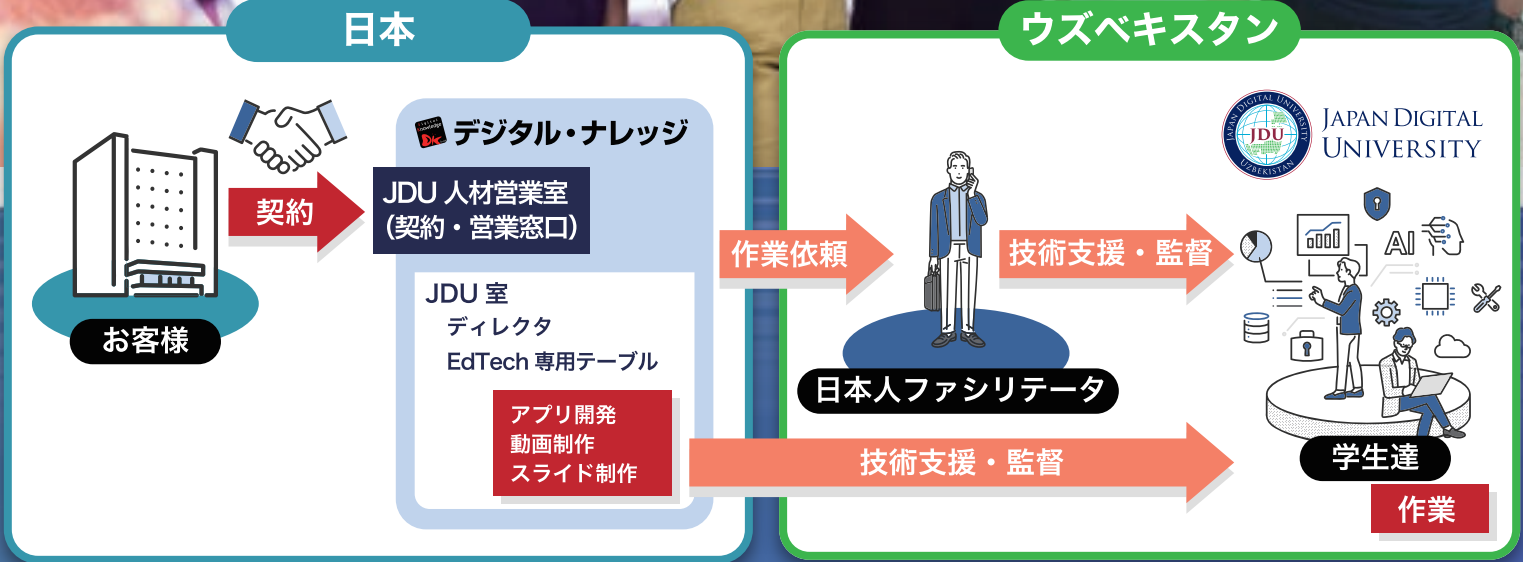 日本
ウズベキスタン
デジタル・ナレッジ
JAPAN DIGITAL
UNIVERSITY
JAPAN DIGITAL UNIVERSITY
JDU
UZBEKISTAN
契約
JDU 人材営業室
(契約・営業窓口)
作業依頼
技術支援・監督
AI
JDU 室
ディレクタ
EdTech 専用テーブル
お客様
日本人ファシリテータ
アプリ開発
動画制作
スライド制作
技術支援・監督
学生達
作業